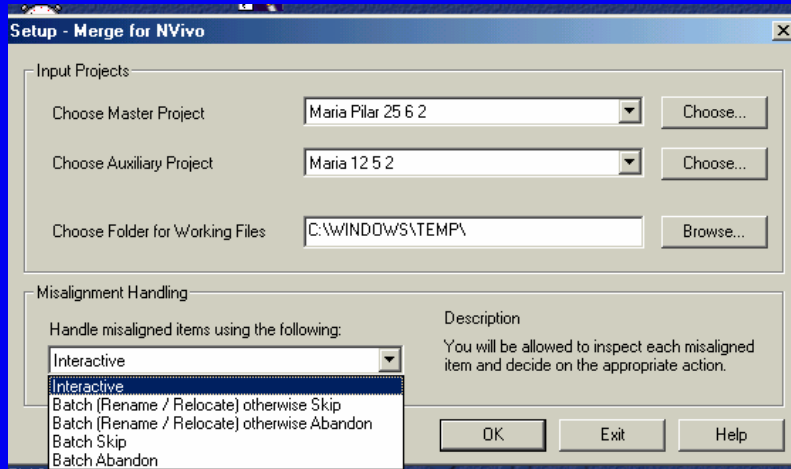 Setup - Merge for NVivo
Input Projects
Choose Master Project
Maria Pilar 25 6 2
Choose...
Choose Auxiliary Project
Maria 12 5 2
Choose...
Choose Folder for Working Files
C:\WINDOWS\TEMP\
Browse...
Misalignment Handling
Handle misaligned items using the following:
Interactive
Interactive
Batch (Rename / Relocate) otherwise Skip
Batch (Rename / Relocate) otherwise Abandon
Batch Skip
Batch Abandon
Description
You will be allowed to inspect each misaligned
item and decide on the appropriate action.
OK
Exit
Help